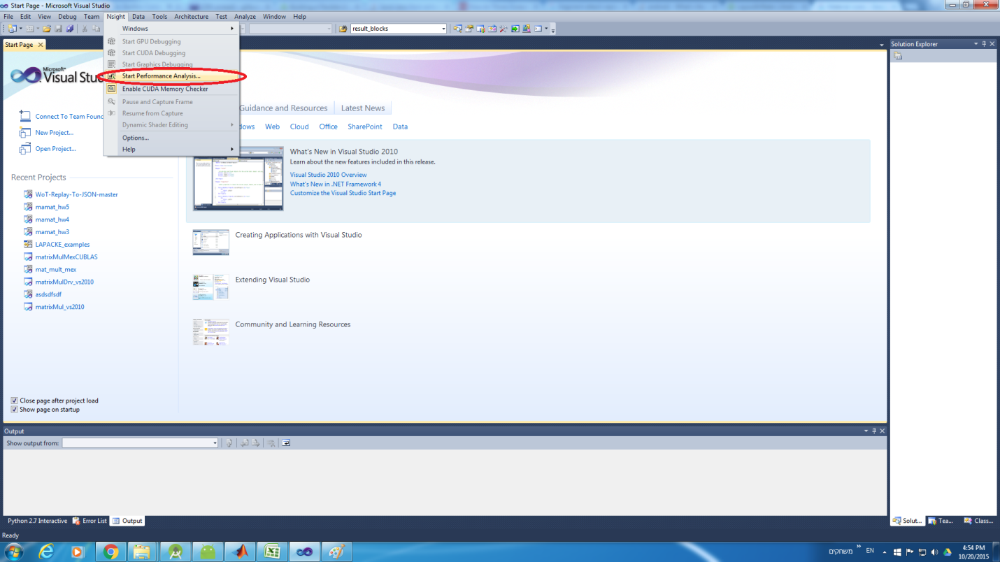 Start Page - Microsoft Visual Studio
File Edit View Debug Team Nsight Data Tools Architecture Test Analyze Window Help
result_blocks
Windows
Start GPU Debugging
Start CUDA Debugging
Start Graphics Debugging
Start Performance Analysis...
Enable CUDA Memory Checker
Pause and Capture Frame
Resume from Capture
Dynamic Shader Editing
Options...
Help
Start Page
Solution Explorer
Microsoft
Visual Stu
Connect To Team Found
New Project...
Open Project...
Recent Projects
WoT-Replay-To-JSON-master
mamat_hw5
mamat_hw4
mamat_hw3
LAPACKE_examples
matrixMulMexCUBLAS
mat_mult_mex
matrixMulDrv_vs2010
asdsdfsdf
matrixMul_vs2010
Close page after project load
Show page on startup
Guidance and Resources Latest News
dows Web Cloud Office SharePoint Data
What's New in Visual Studio 2010
Learn about the new features included in this release.
Visual Studio 2010 Overview
What's New in .NET Framework 4
Customize the Visual Studio Start Page
Creating Applications with Visual Studio
Extending Visual Studio
Community and Learning Resources
Output
Show output from:
Python 2.7 Interactive Error List Output
Solut... Tea... Class...
Ready
משחקים
EN
4:54 PM
10/20/2015